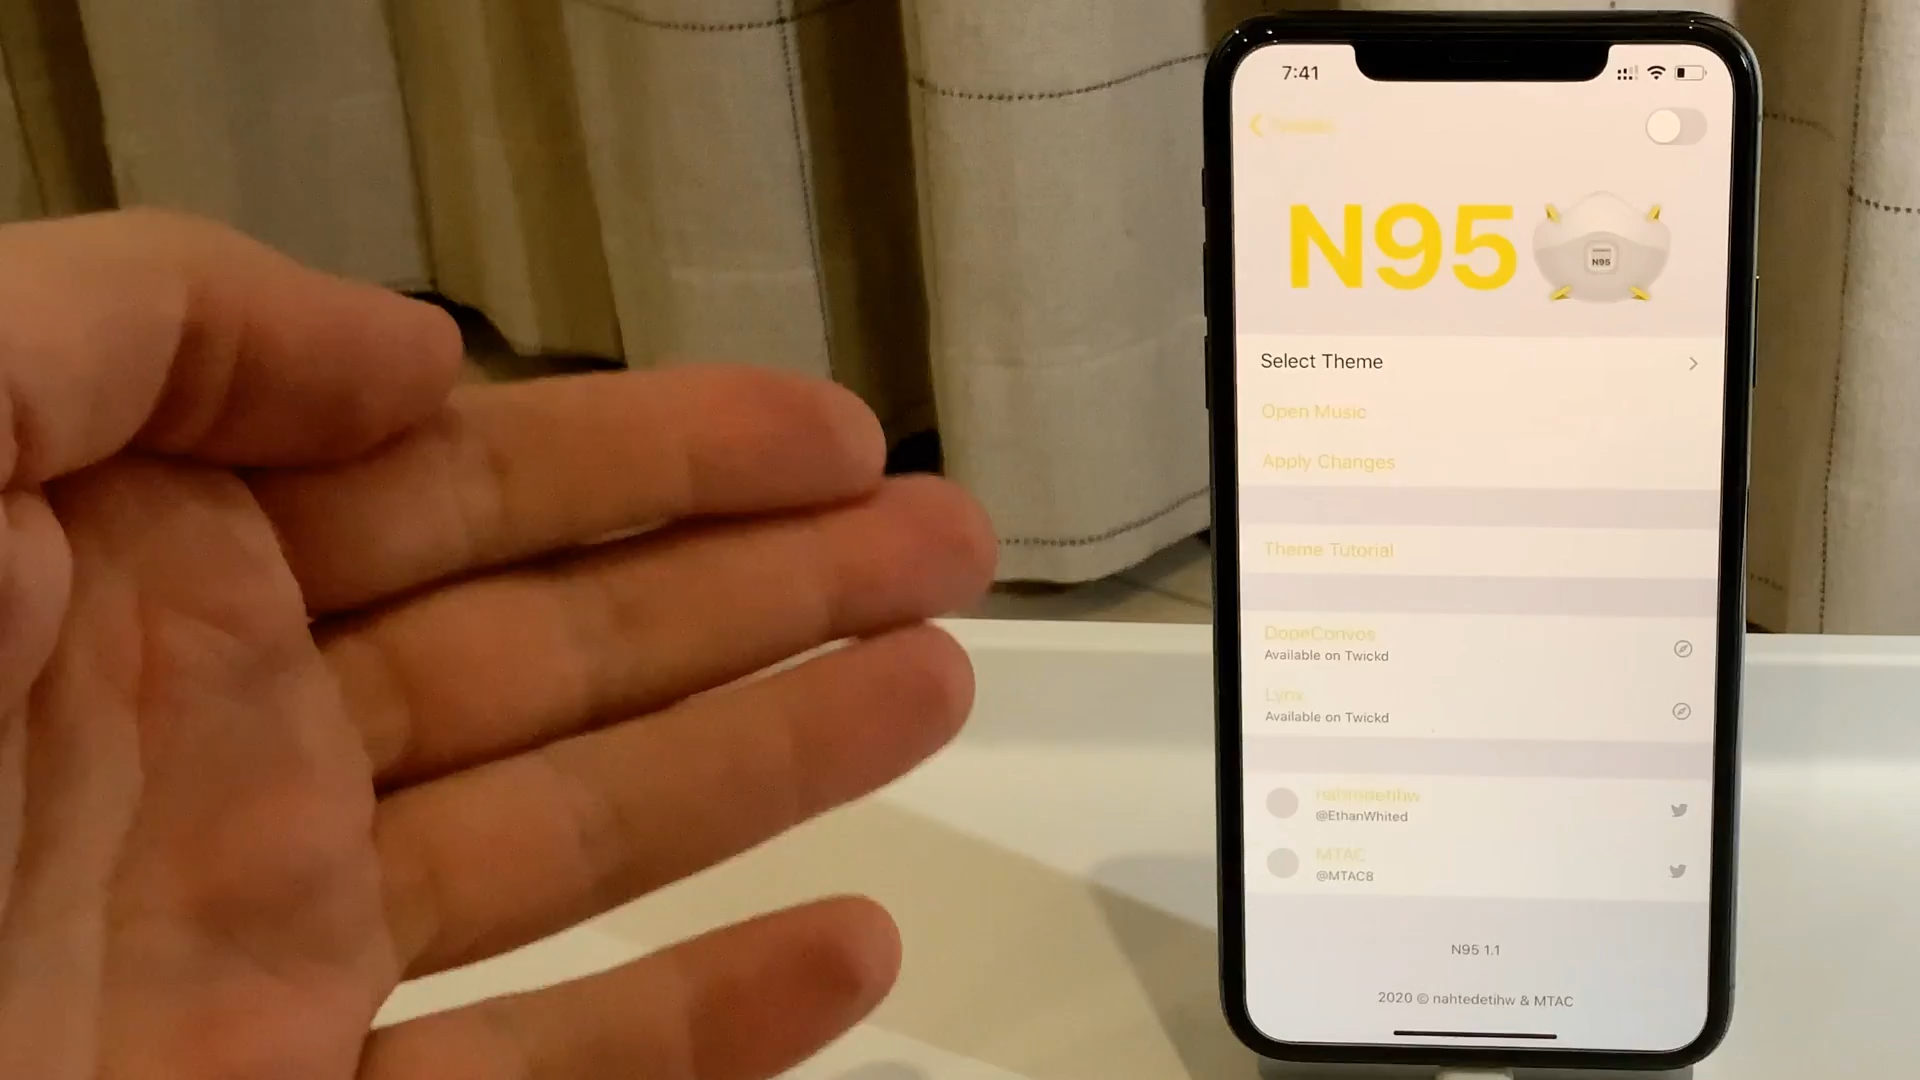 7:41
N95
N95
Select Theme
Open Music
Apply Changes
Theme Tutorial
DopeConvos
Available on Twickd
Lynx
Available on Twickd
nahtedetihw
@EthanWhited
MTAC
@MTAC8
N95 1.1
2020 © nahtedetihw & MTAC